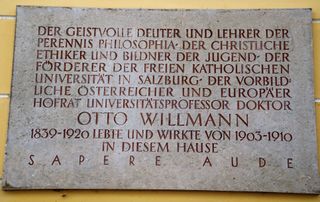 DER GEISTVOLLE DEUTER UND LEHRER DER
PERENNIS PHILOSOPHIA · DER CHRISTLICHE
ETHIKER UND BILDNER DER JUGEND · DER
FÖRDERER DER FREIEN KATHOLISCHEN
UNIVERSITÄT IN SALZBURG · DER VORBILD-
LICHE ÖSTERREICHER UND EUROPÄER
HOFRAT UNIVERSITÄTSPROFESSOR DOKTOR
OTTO WILLMANN
1839-1920 LEBTE UND WIRKTE VON 1903-1910
IN DIESEM HAUSE
SAPERE AUDE